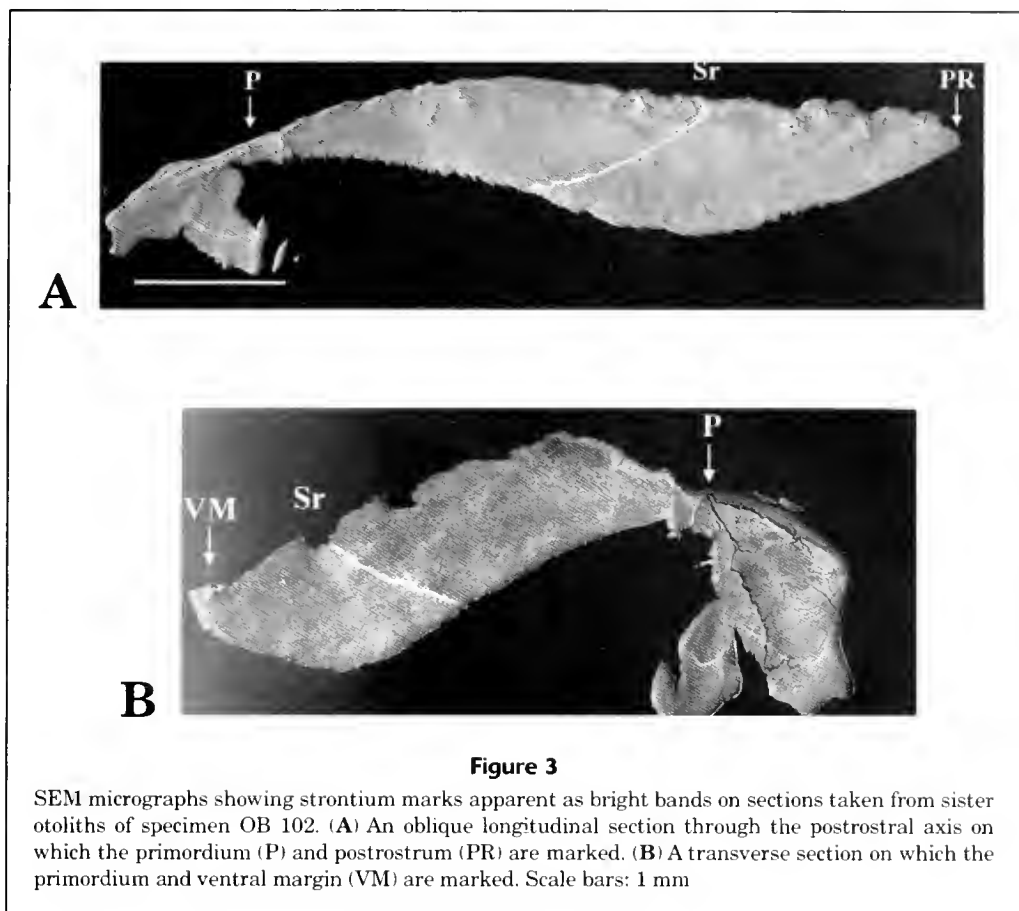 P
Sr
PR
A
P
VM
Sr
B
Figure 3
SEM micrographs showing strontium marks apparent as bright bands on sections taken from sister
otoliths of specimen OB 102. (A) An oblique longitudinal section through the postrostral axis on
which the primordium (P) and postrostrum (PR) are marked. (B) A transverse section on which the
primordium and ventral margin (VM) are marked. Scale bars: 1 mm